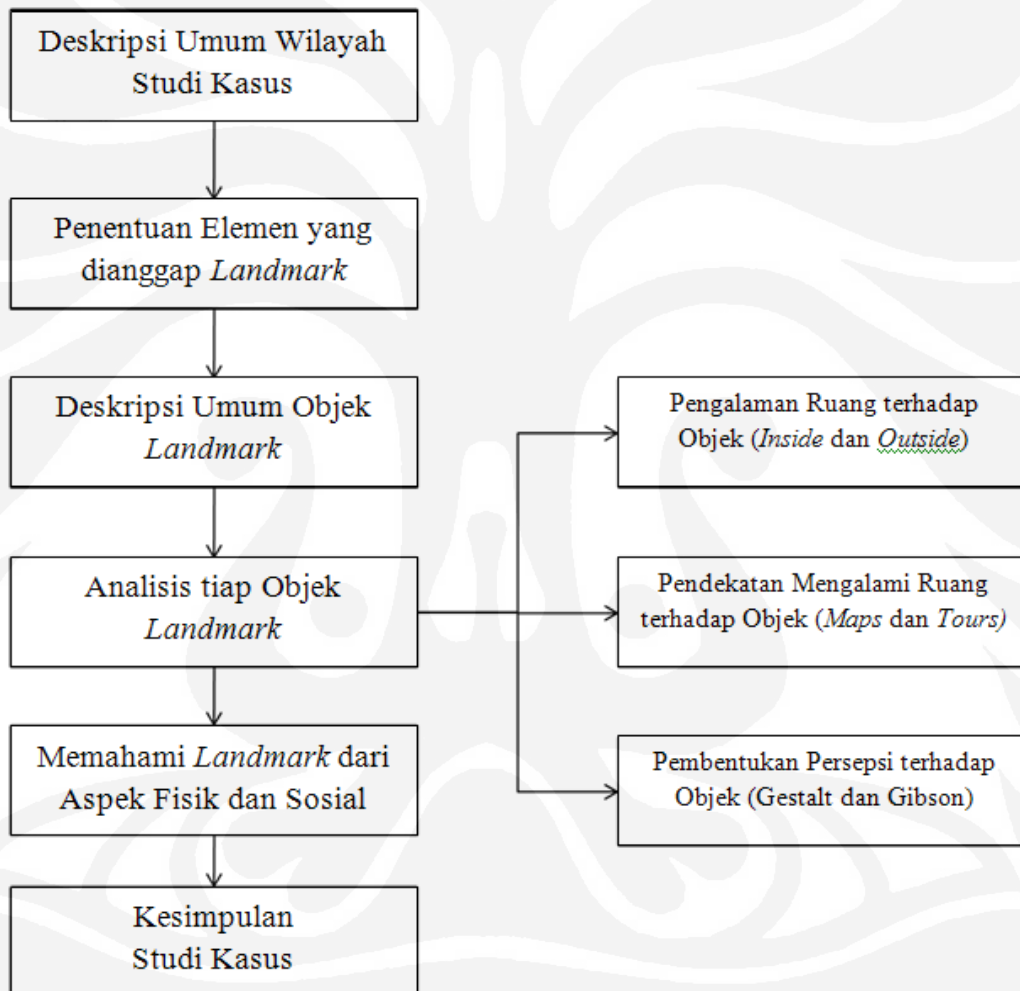 Deskripsi Umum Wilayah
Studi Kasus
Penentuan Elemen yang
dianggap Landmark
Deskripsi Umum Objek
Landmark
Analisis tiap Objek
Landmark
Memahami Landmark dari
Aspek Fisik dan Sosial
Kesimpulan
Studi Kasus
Pengalaman Ruang terhadap
Objek (Inside dan Outside)
Pendekatan Mengalami Ruang
terhadap Objek (Maps dan Tours)
Pembentukan Persepsi terhadap
Objek (Gestalt dan Gibson)